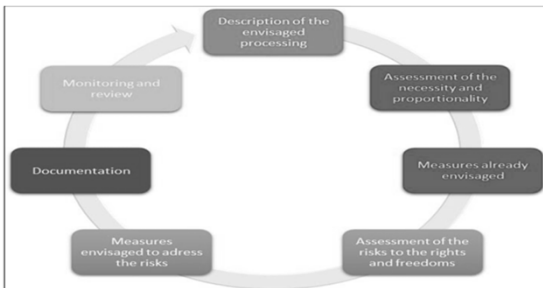 Description of the
envisaged
processing
Assessment of the
necessity and
proportionality
Measures already
envisaged
Assessment of the
risks to the rights
and freedoms
Measures
envisaged to adress
the risks
Documentation
Monitoring and
review